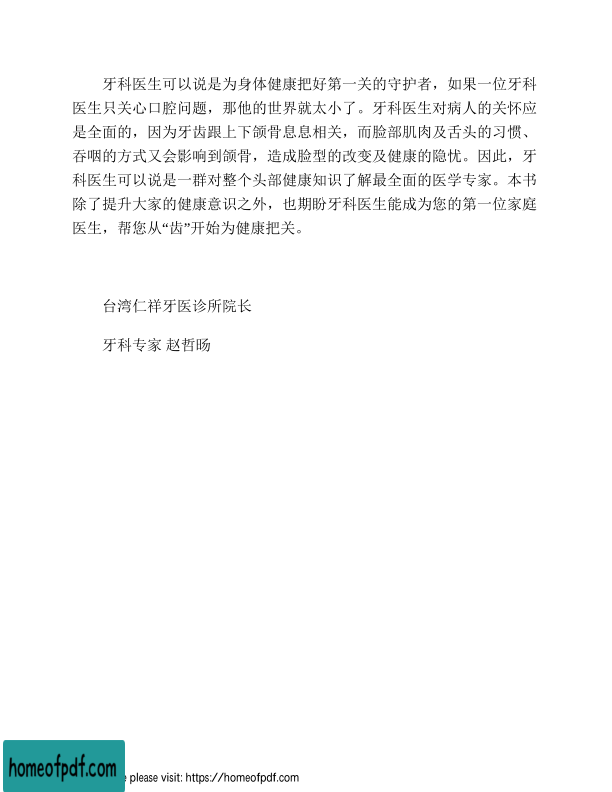 牙科医生可以说是为身体健康把好第一关的守护者，如果一位牙科
医生只关心口腔问题，那他的世界就太小了。牙科医生对病人的关怀应
是全面的，因为牙齿跟上下颌骨息息相关，而脸部肌肉及舌头的习惯、
吞咽的方式又会影响到颌骨，造成脸型的改变及健康的隐忧。因此，牙
科医生可以说是一群对整个头部健康知识了解最全面的医学专家。本书
除了提升大家的健康意识之外，也期盼牙科医生能成为您的第一位家庭
医生，帮您从“齿”开始为健康把关。
台湾仁祥牙医诊所院长
牙科专家 赵哲旸
homeofpdf.com
please visit: https://homeofpdf.com